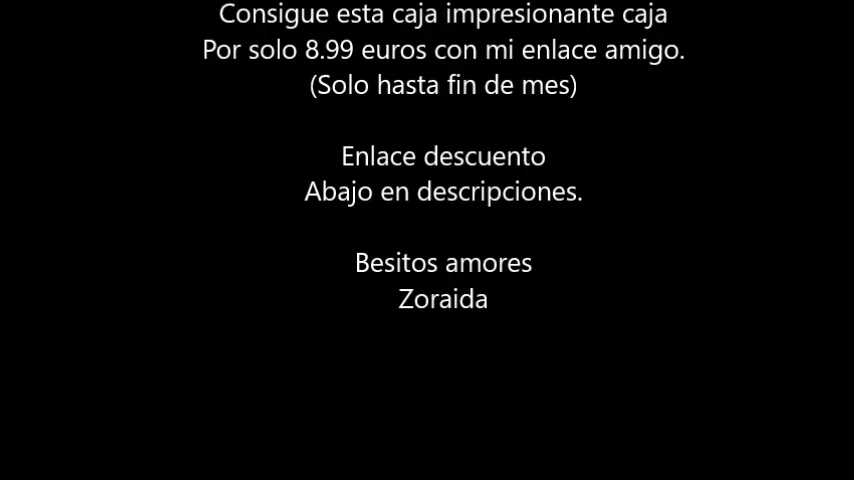 Consigue esta caja impresionante caja
Por solo 8.99 euros con mi enlace amigo.
(Solo hasta fin de mes)
Enlace descuento
Abajo en descripciones.
Besitos amores
Zoraida